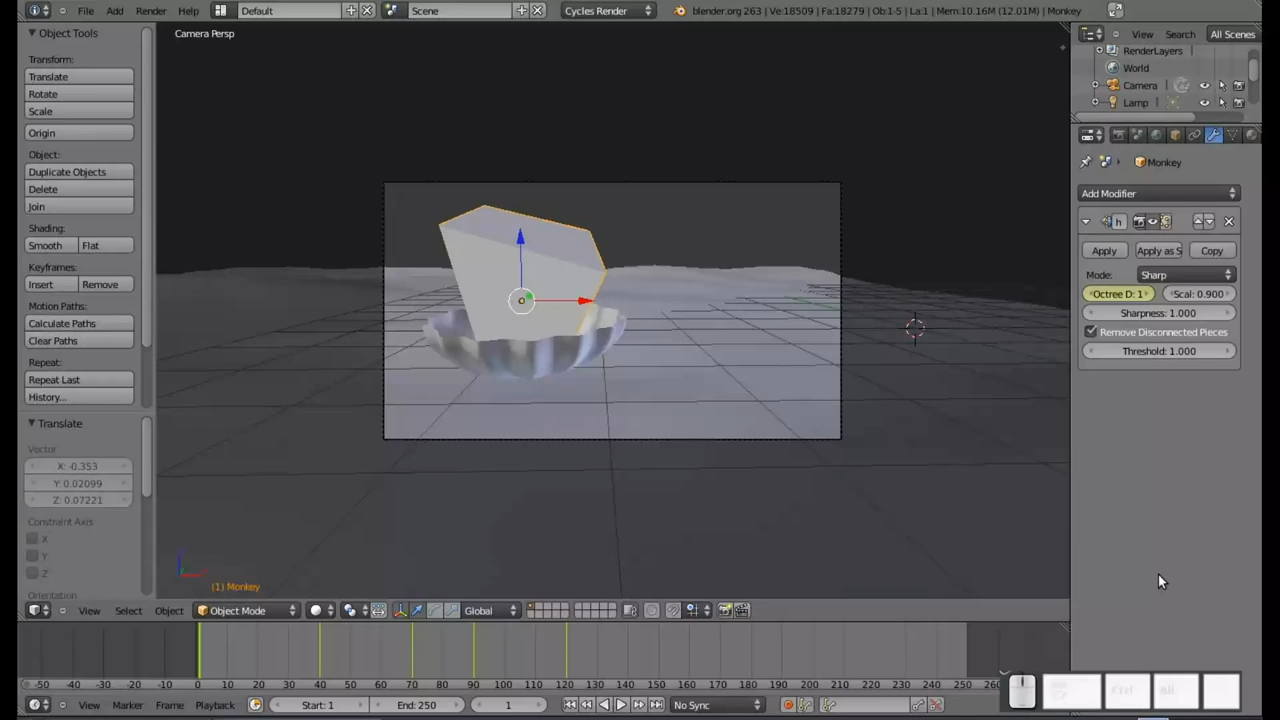 File Add Render Help Default Scene Cycles Render blender.org 263 | Ve:18509 | Fa:18279 | Ob:1-5 | La:1 | Mem:10.16M (12.01M) | Monkey
Object Tools
Transform:
Translate
Rotate
Scale
Origin
Object:
Duplicate Objects
Delete
Join
Shading:
Smooth Flat
Keyframes:
Insert Remove
Motion Paths:
Calculate Paths
Clear Paths
Repeat:
Repeat Last
History...
Translate
Vector
X: -0.353
Y: 0.02099
Z: 0.07221
Constraint Axis
X
Y
Z
Orientation
Camera Persp
(1) Monkey
View Search All Scenes
RenderLayers
World
Camera
Lamp
Monkey
Add Modifier
h
Apply Apply as S Copy
Mode: Sharp
Octree D: 1 Scal: 0.900
Sharpness: 1.000
Remove Disconnected Pieces
Threshold: 1.000
View Select Object Object Mode Global
-50 -40 -30 -20 -10 0 10 20 30 40 50 60 70 80 90 100 110 120 130 140 150 160 170 180 190 200 210 220 230 240 250 26
View Marker Frame Playback Start: 1 End: 250 1 No Sync
Ctrl Alt